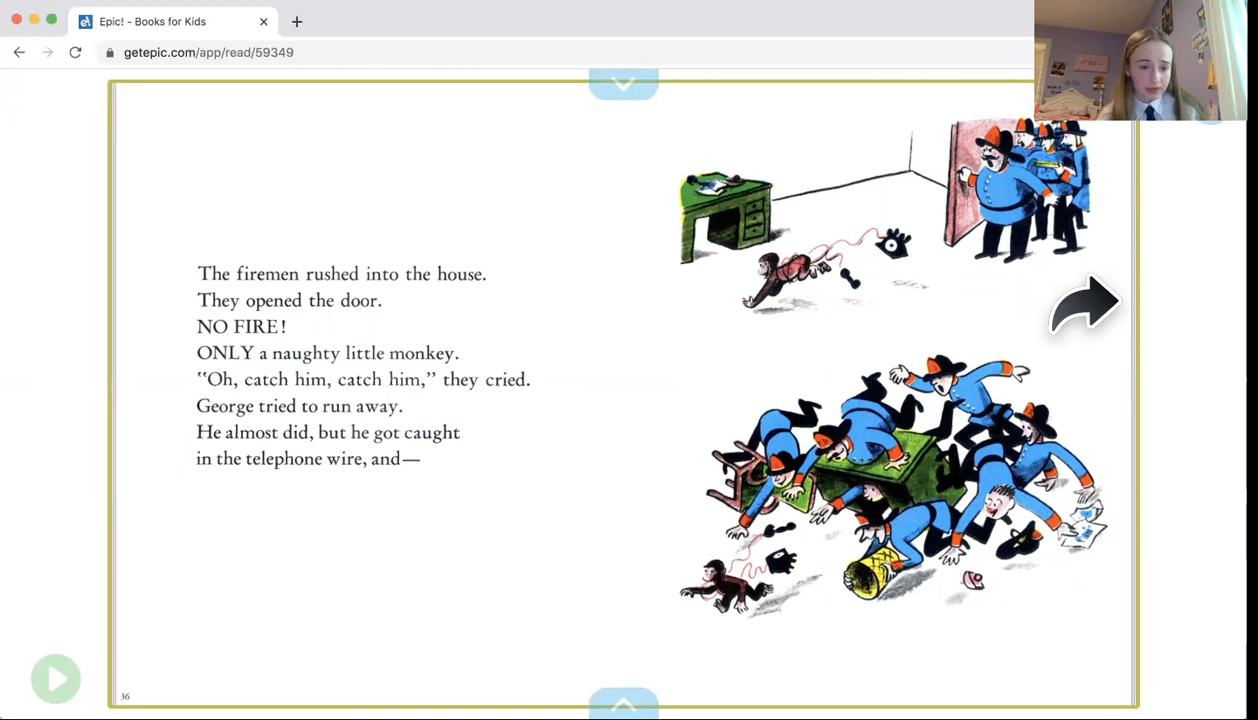 Epic! - Books for Kids
getepic.com/app/read/59349
The firemen rushed into the house.
They opened the door.
NO FIRE!
ONLY a naughty little monkey.
“Oh, catch him, catch him,” they cried.
George tried to run away.
He almost did, but he got caught
in the telephone wire, and—
36